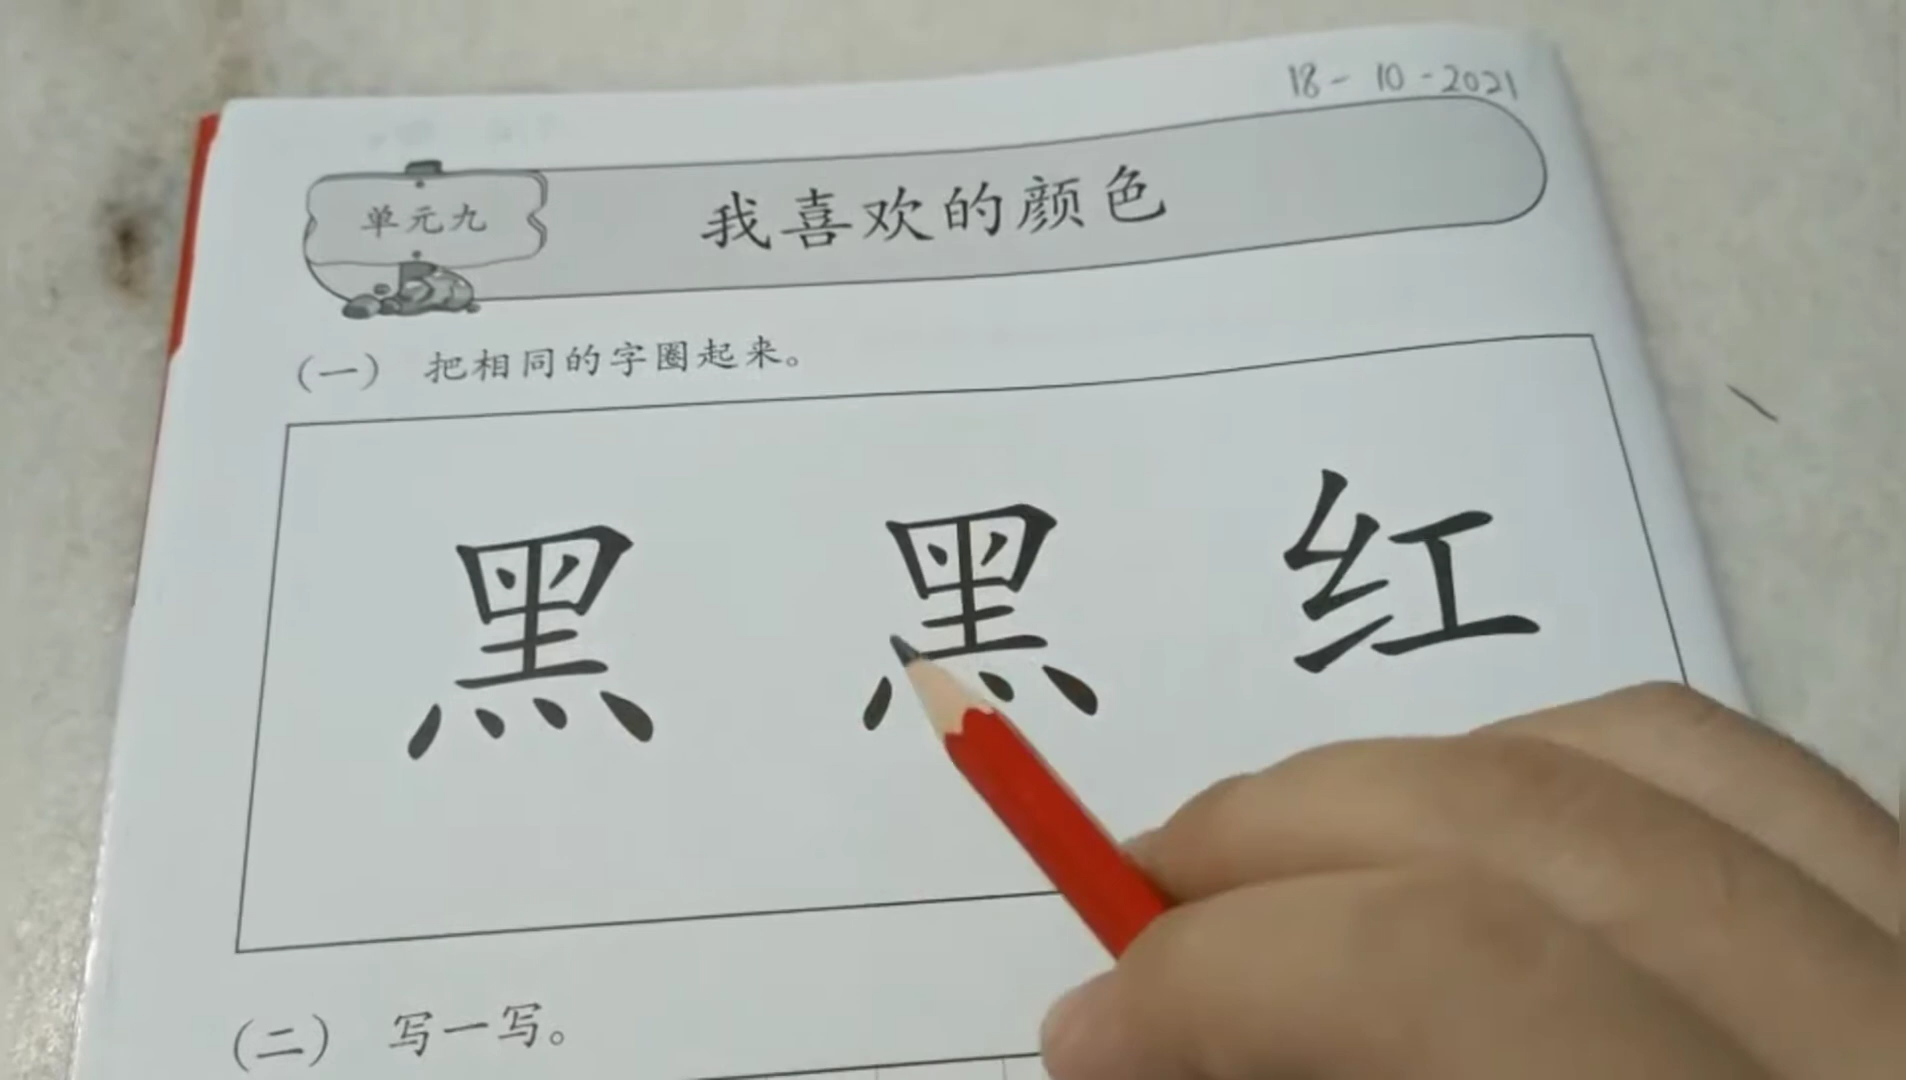 18-10-2021
单元九
我喜欢的颜色
(一) 把相同的字圈起来。
黑 黑 红
(二) 写一写。